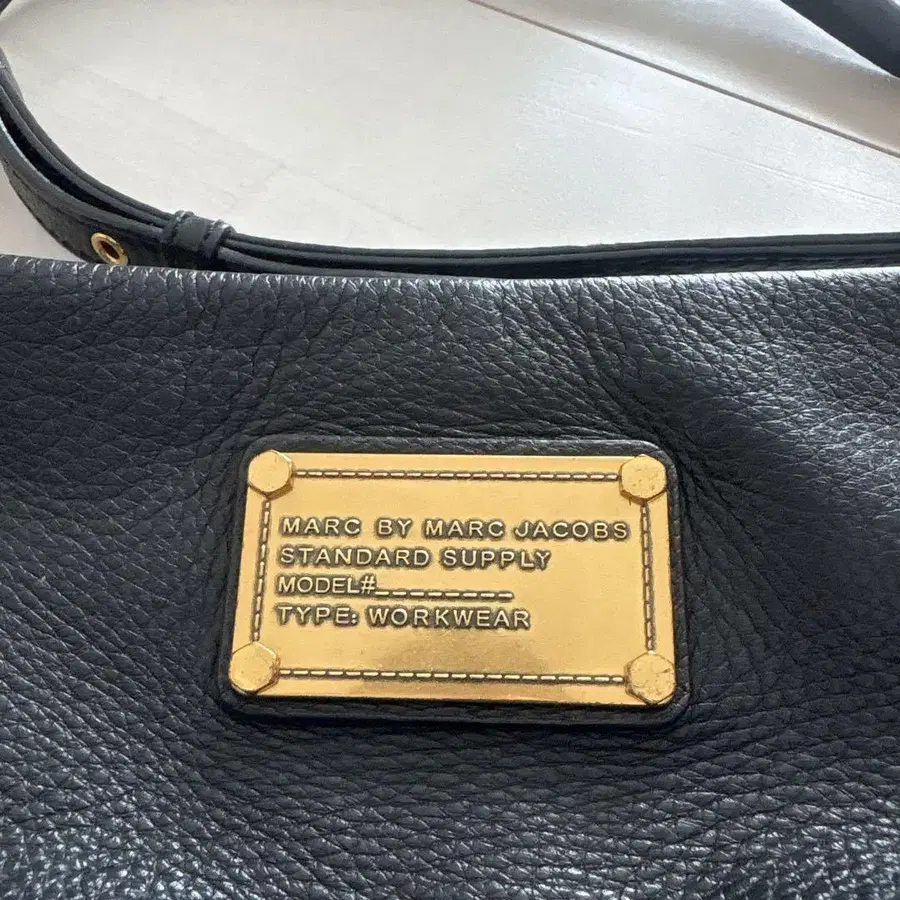 MARC BY MARC JACOBS
STANDARD SUPPLY
MODEL#_________
TYPE: WORKWEAR